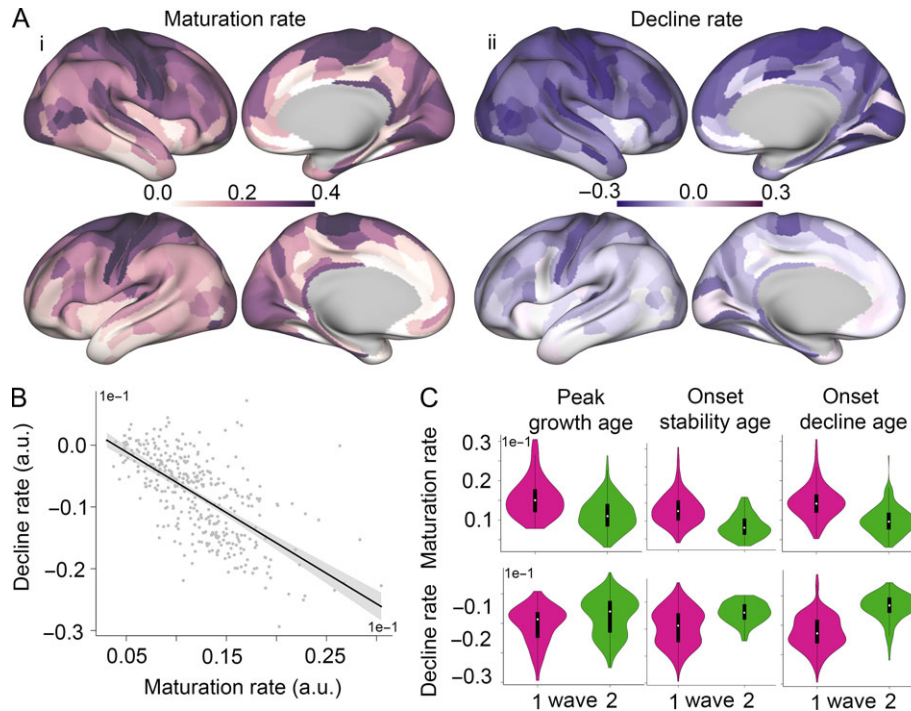 A
Maturation rate
Decline rate
i
ii
0.0 0.2 0.4
−0.3 0.0 0.3
B
1e−1
0.0
−0.1
−0.2
−0.3
Decline rate (a.u.)
1e−1
0.05 0.15 0.25
Maturation rate (a.u.)
C
Peak growth age
Onset stability age
Onset decline age
Maturation rate
0.3
1e−1
0.2
0.1
Decline rate
1e−1
−0.1
−0.2
−0.3
1 wave 2
1 wave 2
1 wave 2